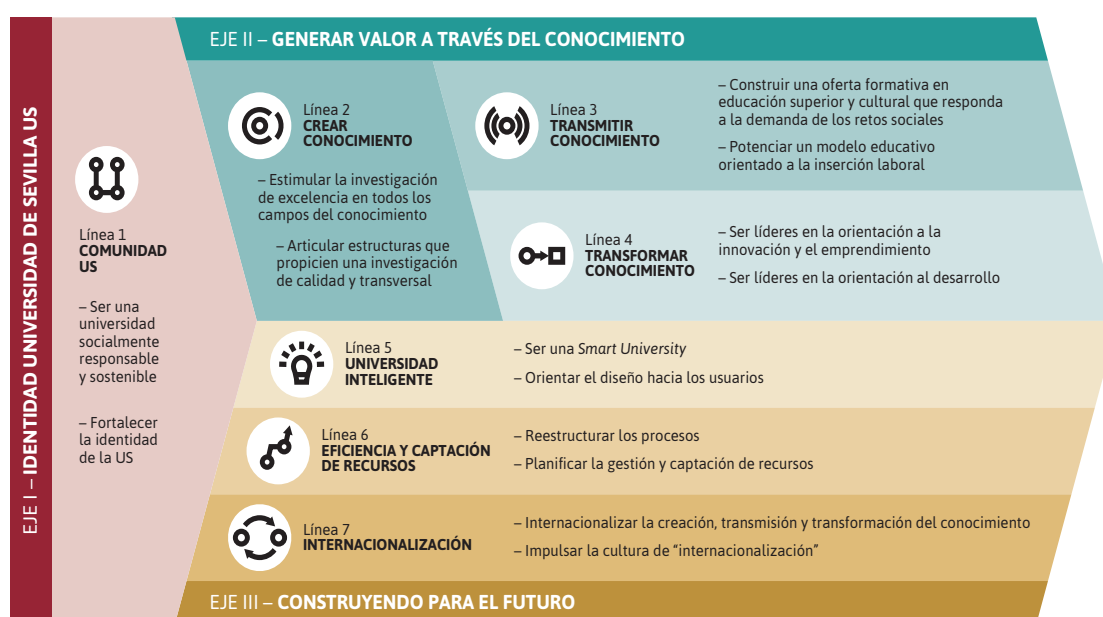 EJE I – IDENTIDAD UNIVERSIDAD DE SEVILLA US
Línea 1
COMUNIDAD
US
– Ser una
universidad
socialmente
responsable
y sostenible
– Fortalecer
la identidad
de la US
EJE II – GENERAR VALOR A TRAVÉS DEL CONOCIMIENTO
Línea 2
CREAR
CONOCIMIENTO
– Estimular la investigación
de excelencia en todos los
campos del conocimiento
– Articular estructuras que
propicien una investigación
de calidad y transversal
Línea 3
TRANSMITIR
CONOCIMIENTO
– Construir una oferta formativa en
educación superior y cultural que responda
a la demanda de los retos sociales
– Potenciar un modelo educativo
orientado a la inserción laboral
Línea 4
TRANSFORMAR
CONOCIMIENTO
– Ser líderes en la orientación a la
innovación y el emprendimiento
– Ser líderes en la orientación al desarrollo
Línea 5
UNIVERSIDAD
INTELIGENTE
– Ser una Smart University
– Orientar el diseño hacia los usuarios
Línea 6
EFICIENCIA Y CAPTACIÓN
DE RECURSOS
– Reestructurar los procesos
– Planificar la gestión y captación de recursos
Línea 7
INTERNACIONALIZACIÓN
– Internacionalizar la creación, transmisión y transformación del conocimiento
– Impulsar la cultura de “internacionalización”
EJE III – CONSTRUYENDO PARA EL FUTURO